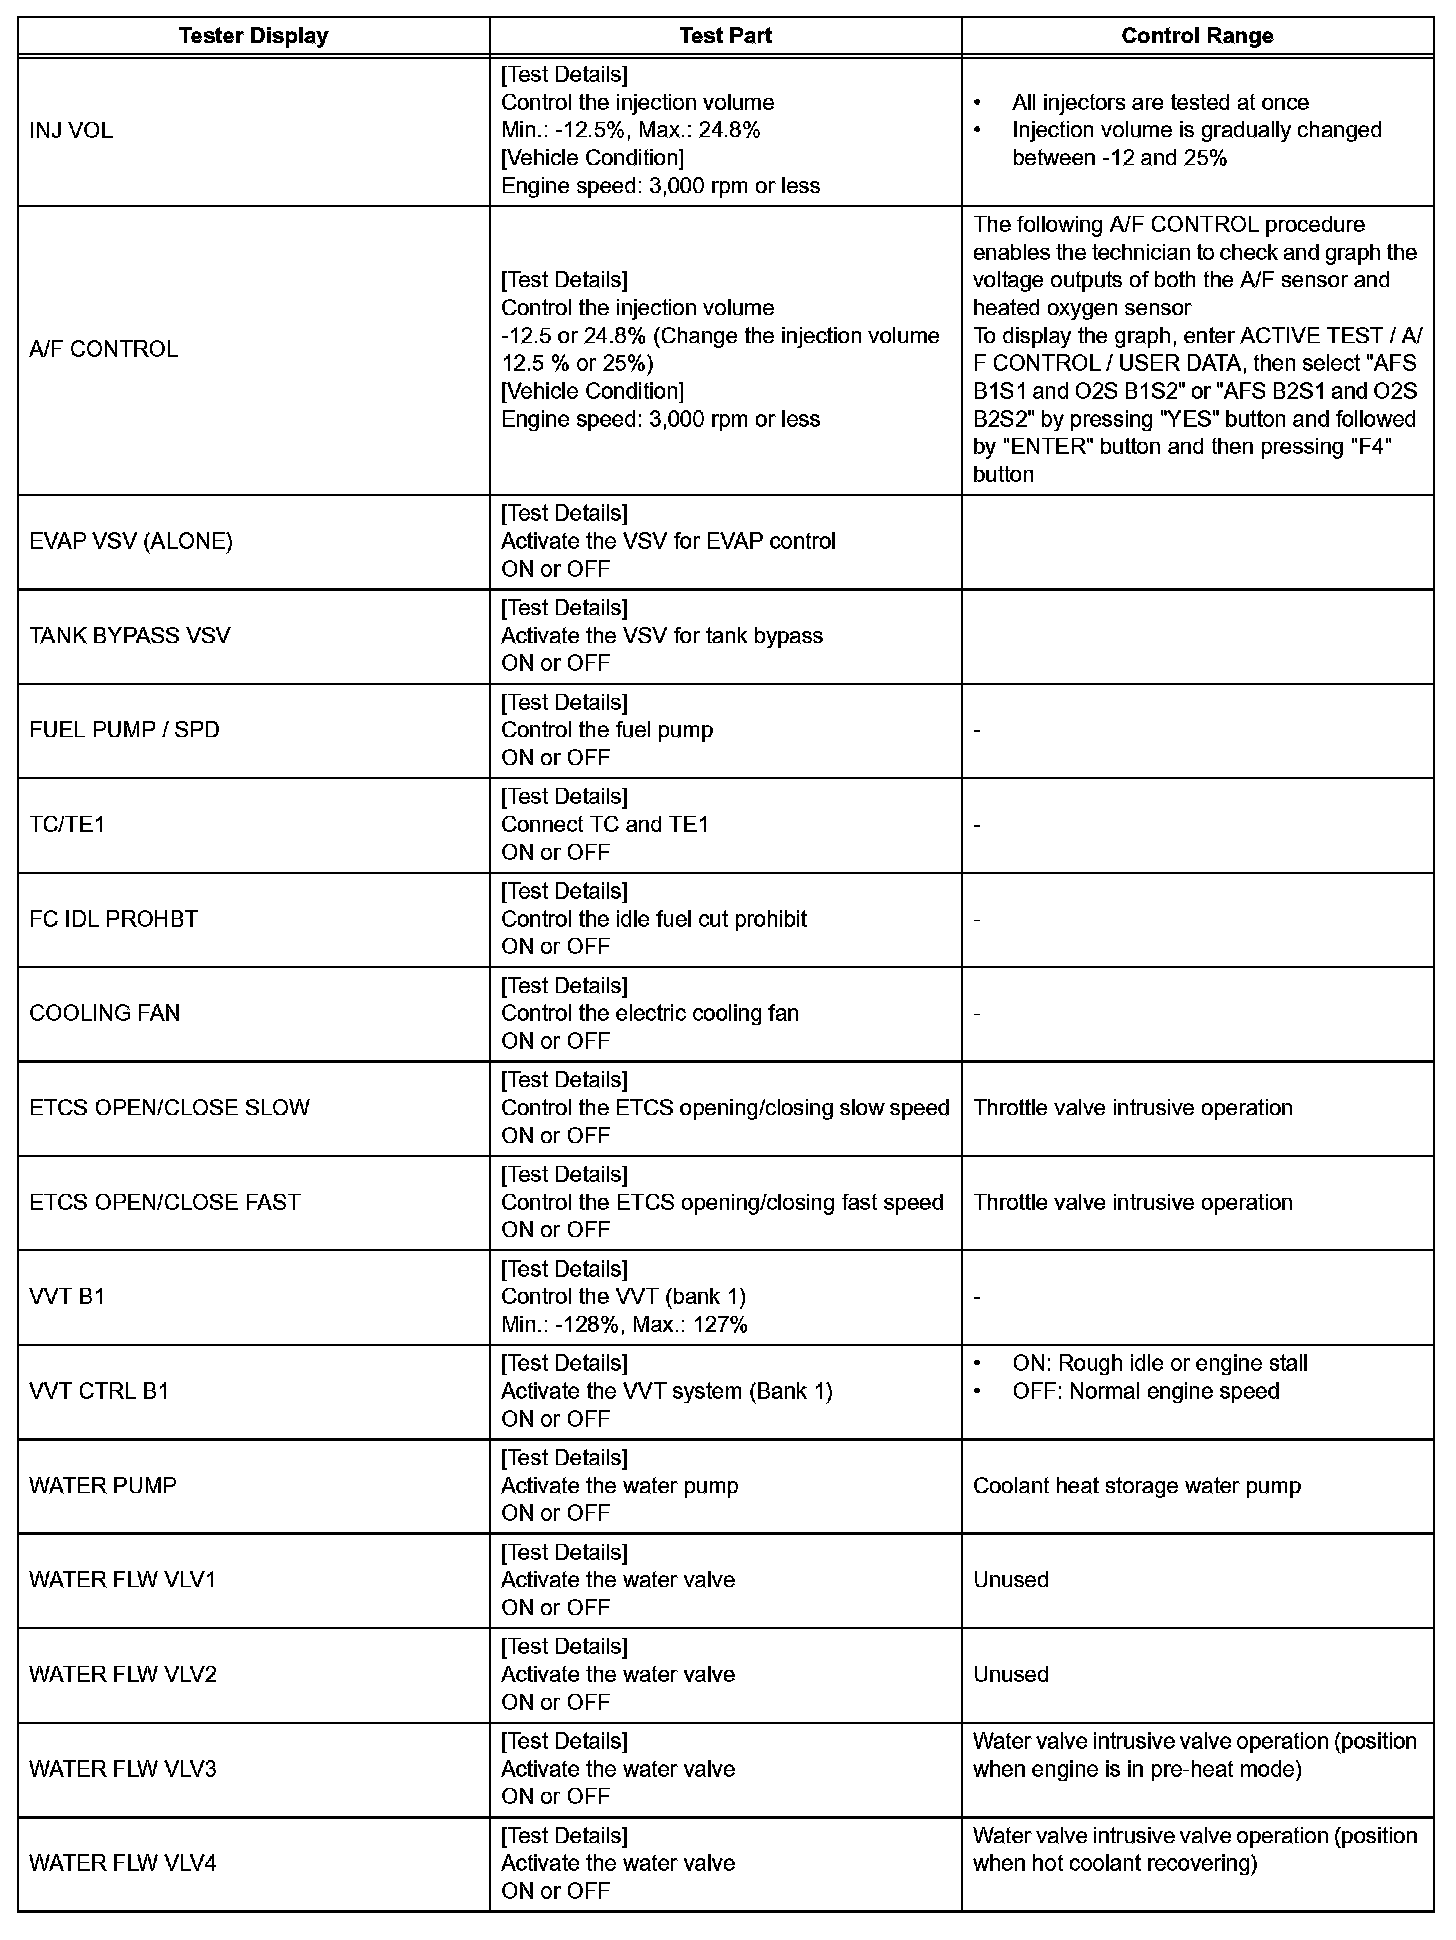 Tester Display
Test Part
Control Range
INJ VOL
[Test Details]
Control the injection volume
Min.: -12.5%, Max.: 24.8%
[Vehicle Condition]
Engine speed: 3,000 rpm or less
• All injectors are tested at once
• Injection volume is gradually changed
between -12 and 25%
A/F CONTROL
[Test Details]
Control the injection volume
-12.5 or 24.8% (Change the injection volume
12.5 % or 25%)
[Vehicle Condition]
Engine speed: 3,000 rpm or less
The following A/F CONTROL procedure
enables the technician to check and graph the
voltage outputs of both the A/F sensor and
heated oxygen sensor
To display the graph, enter ACTIVE TEST / A/
F CONTROL / USER DATA, then select "AFS
B1S1 and O2S B1S2" or "AFS B2S1 and O2S
B2S2" by pressing "YES" button and followed
by "ENTER" button and then pressing "F4"
button
EVAP VSV (ALONE)
[Test Details]
Activate the VSV for EVAP control
ON or OFF
TANK BYPASS VSV
[Test Details]
Activate the VSV for tank bypass
ON or OFF
FUEL PUMP / SPD
[Test Details]
Control the fuel pump
ON or OFF
-
TC/TE1
[Test Details]
Connect TC and TE1
ON or OFF
-
FC IDL PROHBT
[Test Details]
Control the idle fuel cut prohibit
ON or OFF
-
COOLING FAN
[Test Details]
Control the electric cooling fan
ON or OFF
-
ETCS OPEN/CLOSE SLOW
[Test Details]
Control the ETCS opening/closing slow speed
ON or OFF
Throttle valve intrusive operation
ETCS OPEN/CLOSE FAST
[Test Details]
Control the ETCS opening/closing fast speed
ON or OFF
Throttle valve intrusive operation
VVT B1
[Test Details]
Control the VVT (bank 1)
Min.: -128%, Max.: 127%
-
VVT CTRL B1
[Test Details]
Activate the VVT system (Bank 1)
ON or OFF
• ON: Rough idle or engine stall
• OFF: Normal engine speed
WATER PUMP
[Test Details]
Activate the water pump
ON or OFF
Coolant heat storage water pump
WATER FLW VLV1
[Test Details]
Activate the water valve
ON or OFF
Unused
WATER FLW VLV2
[Test Details]
Activate the water valve
ON or OFF
Unused
WATER FLW VLV3
[Test Details]
Activate the water valve
ON or OFF
Water valve intrusive valve operation (position
when engine is in pre-heat mode)
WATER FLW VLV4
[Test Details]
Activate the water valve
ON or OFF
Water valve intrusive valve operation (position
when hot coolant recovering)